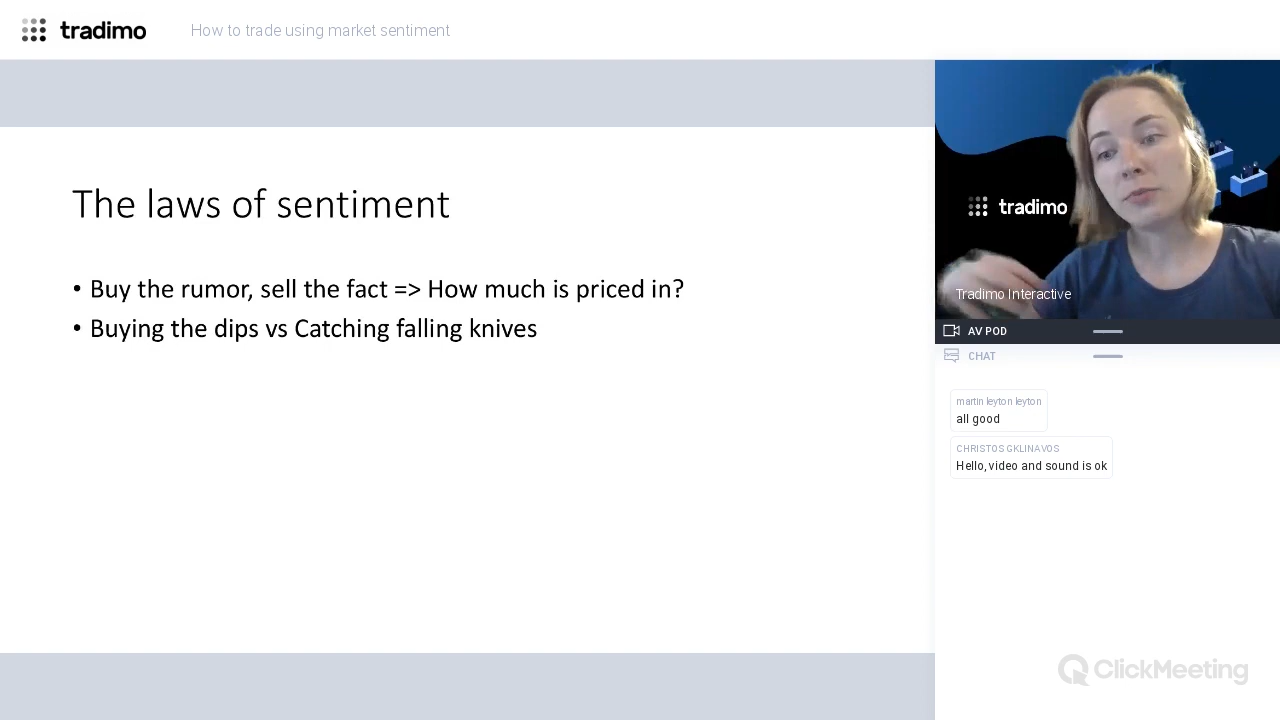 tradimo
How to trade using market sentiment
The laws of sentiment
• Buy the rumor, sell the fact => How much is priced in?
• Buying the dips vs Catching falling knives
tradimo
Tradimo Interactive
AV POD
CHAT
martin leyton leyton
all good
CHRISTOS GKLINAVOS
Hello, video and sound is ok
ClickMeeting